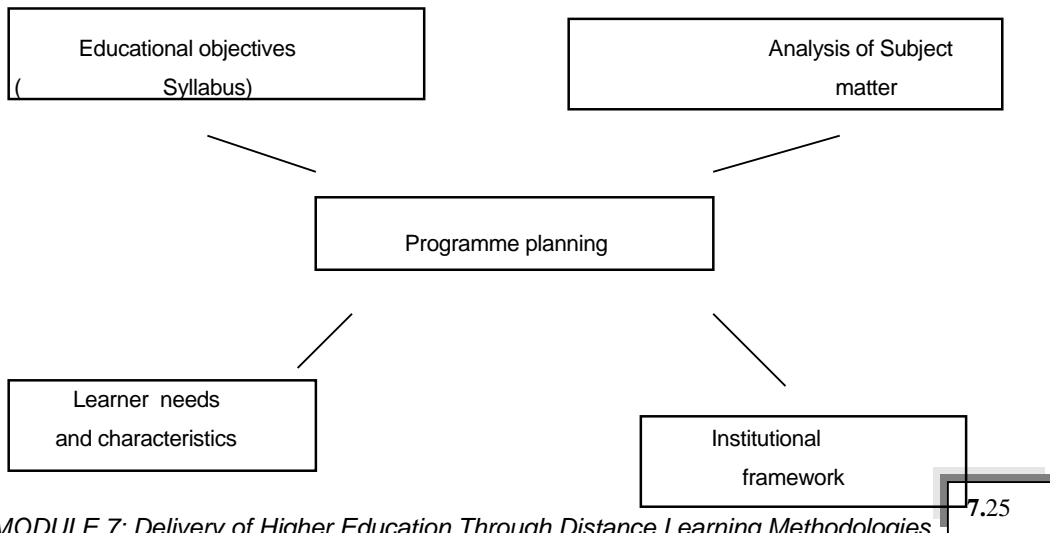 Educational objectives
( Syllabus)
Analysis of Subject
matter
Programme planning
Learner needs
and characteristics
Institutional
framework
MODULE 7: Delivery of Higher Education Through Distance Learning Methodologies
7.25